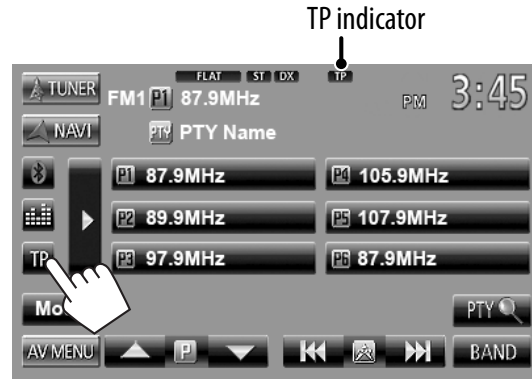 TP indicator
FLAT ST DX TP
TUNER FM1 P1 87.9MHz PM 3:45
NAVI PTY PTY Name
P1 87.9MHz P4 105.9MHz
P2 89.9MHz P5 107.9MHz
TP P3 97.9MHz P6 87.9MHz
Mo PTY
AV MENU P BAND